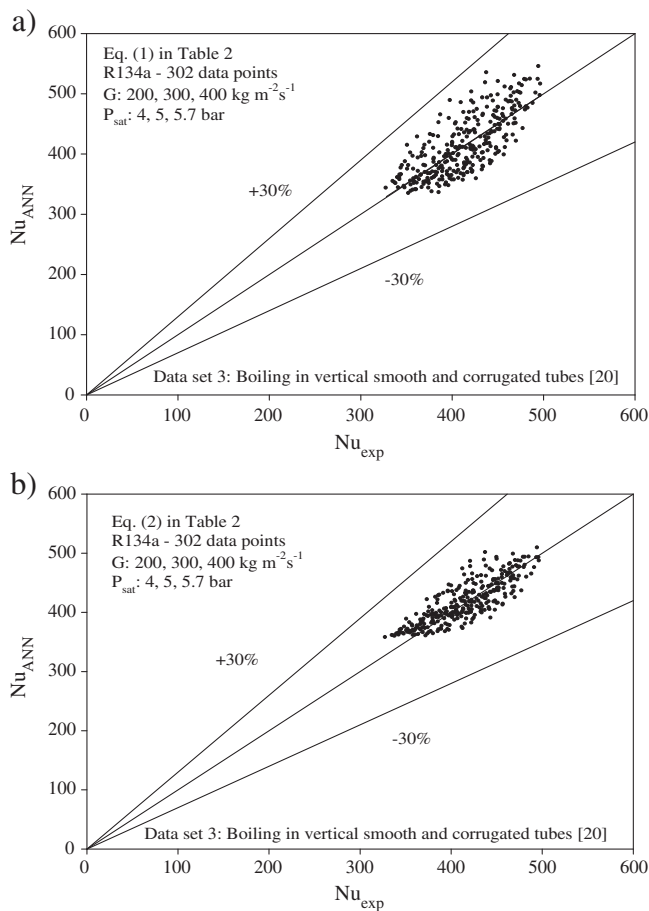 a)
600
500
400
300
200
100
0
Nu_ANN
Eq. (1) in Table 2
R134a - 302 data points
G: 200, 300, 400 kg m⁻²s⁻¹
P_sat: 4, 5, 5.7 bar
+30%
-30%
Data set 3: Boiling in vertical smooth and corrugated tubes [20]
0 100 200 300 400 500 600
Nu_exp
b)
600
500
400
300
200
100
0
Nu_ANN
Eq. (2) in Table 2
R134a - 302 data points
G: 200, 300, 400 kg m⁻²s⁻¹
P_sat: 4, 5, 5.7 bar
+30%
-30%
Data set 3: Boiling in vertical smooth and corrugated tubes [20]
0 100 200 300 400 500 600
Nu_exp